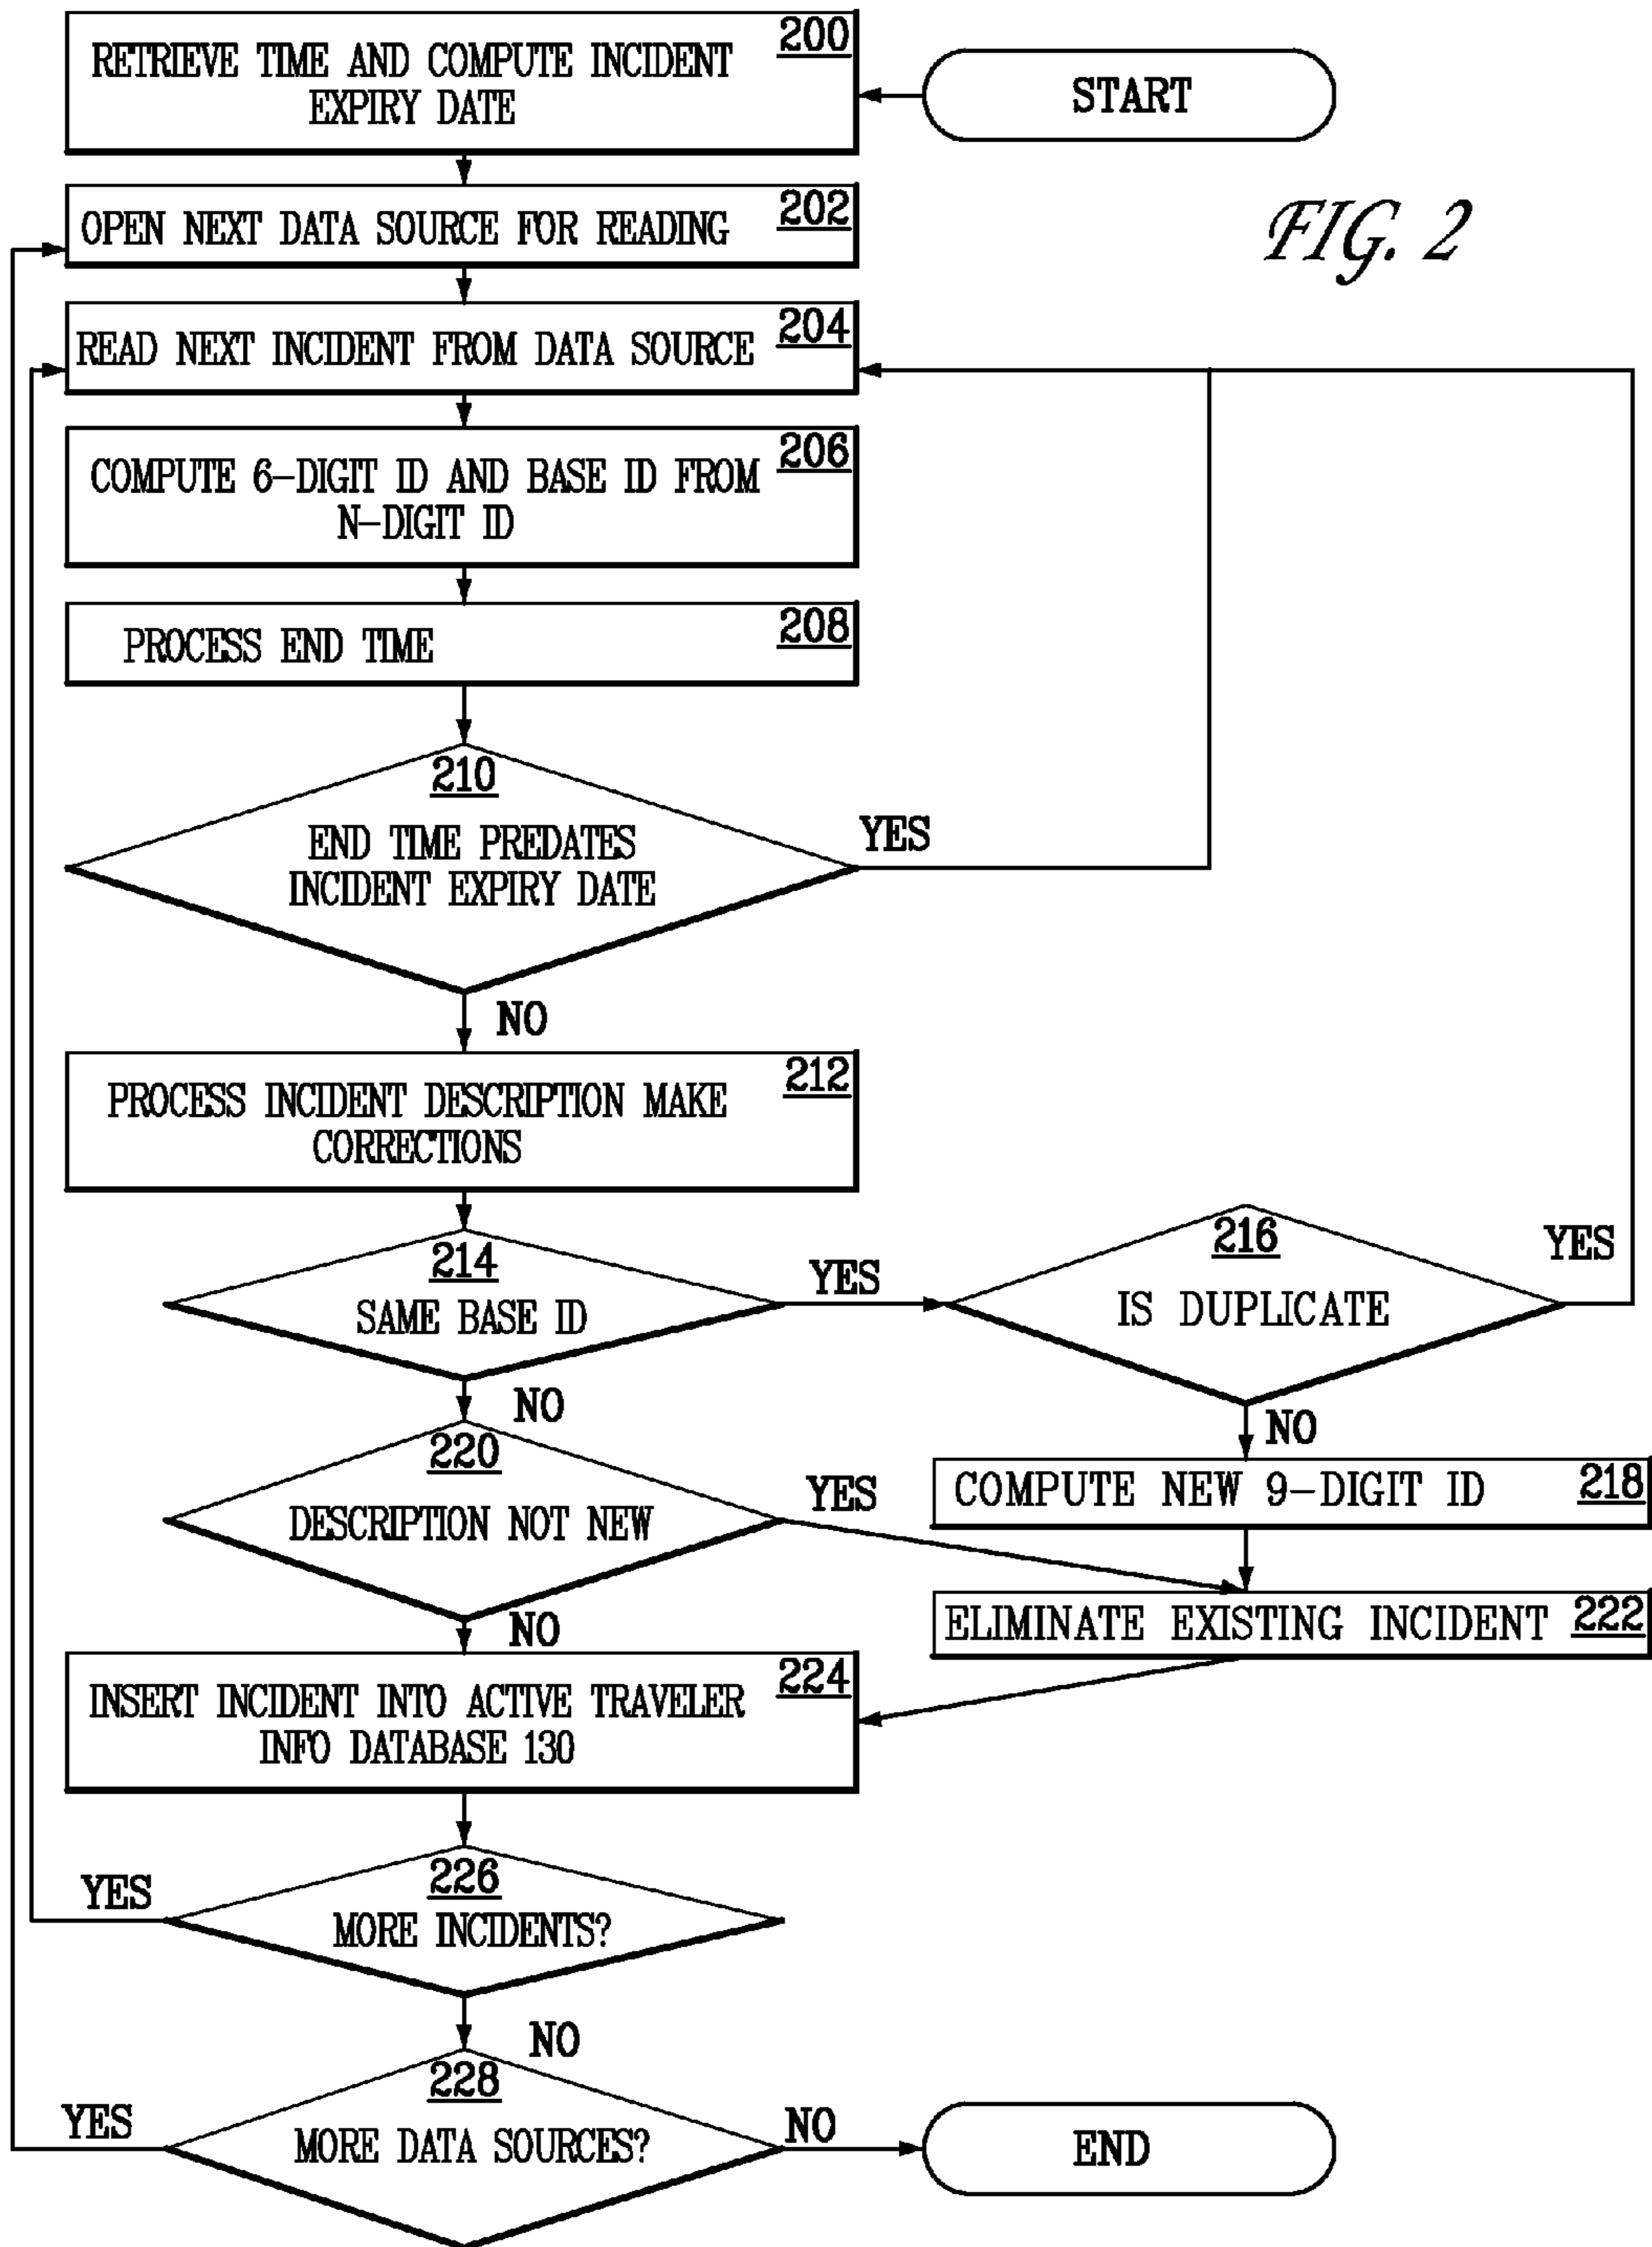 200
RETRIEVE TIME AND COMPUTE INCIDENT
EXPIRY DATE
START
202
OPEN NEXT DATA SOURCE FOR READING
FIG. 2
204
READ NEXT INCIDENT FROM DATA SOURCE
206
COMPUTE 6-DIGIT ID AND BASE ID FROM
N-DIGIT ID
208
PROCESS END TIME
210
END TIME PREDATES
INCIDENT EXPIRY DATE
YES
NO
212
PROCESS INCIDENT DESCRIPTION MAKE
CORRECTIONS
214
SAME BASE ID
YES
216
IS DUPLICATE
YES
NO
NO
220
DESCRIPTION NOT NEW
YES
218
COMPUTE NEW 9-DIGIT ID
222
ELIMINATE EXISTING INCIDENT
NO
224
INSERT INCIDENT INTO ACTIVE TRAVELER
INFO DATABASE 130
226
MORE INCIDENTS?
YES
NO
228
MORE DATA SOURCES?
YES
NO
END